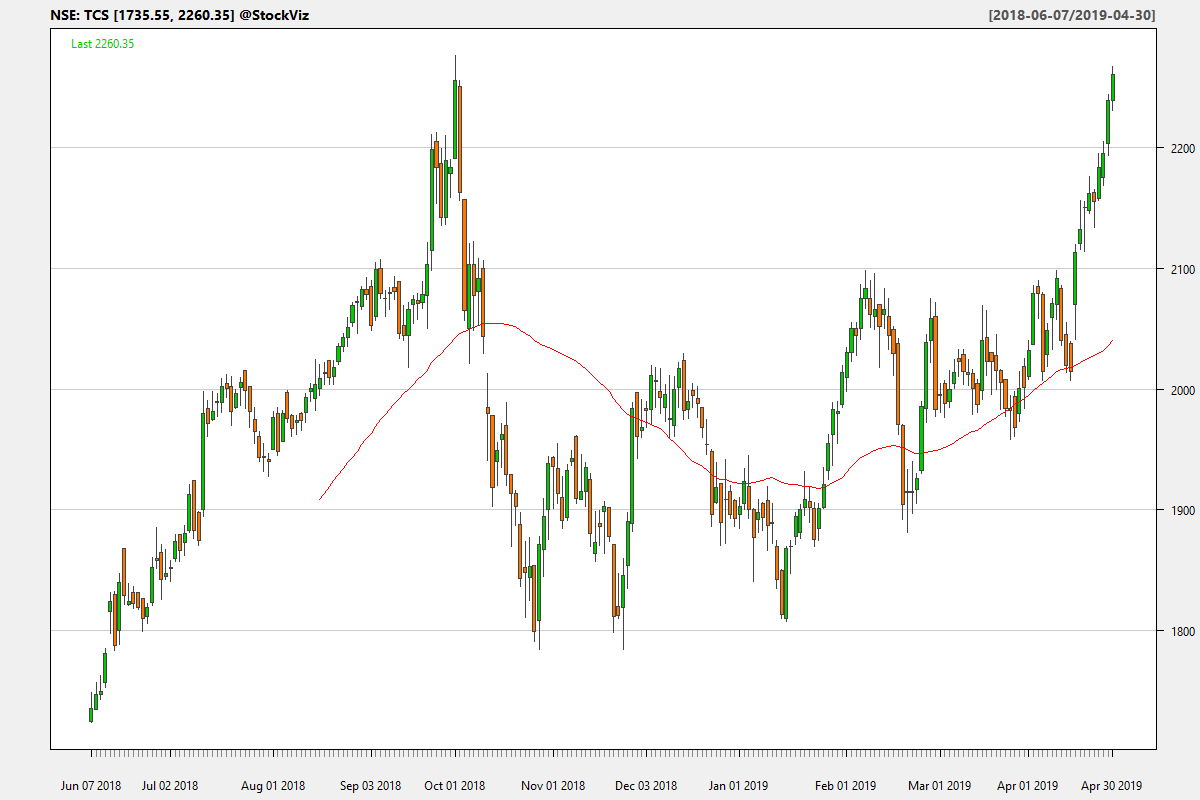 NSE: TCS [1735.55, 2260.35] @StockViz [2018-06-07/2019-04-30]
Last 2260.35
2200
2100
2000
1900
1800
Jun 07 2018 Jul 02 2018 Aug 01 2018 Sep 03 2018 Oct 01 2018 Nov 01 2018 Dec 03 2018 Jan 01 2019 Feb 01 2019 Mar 01 2019 Apr 01 2019 Apr 30 2019